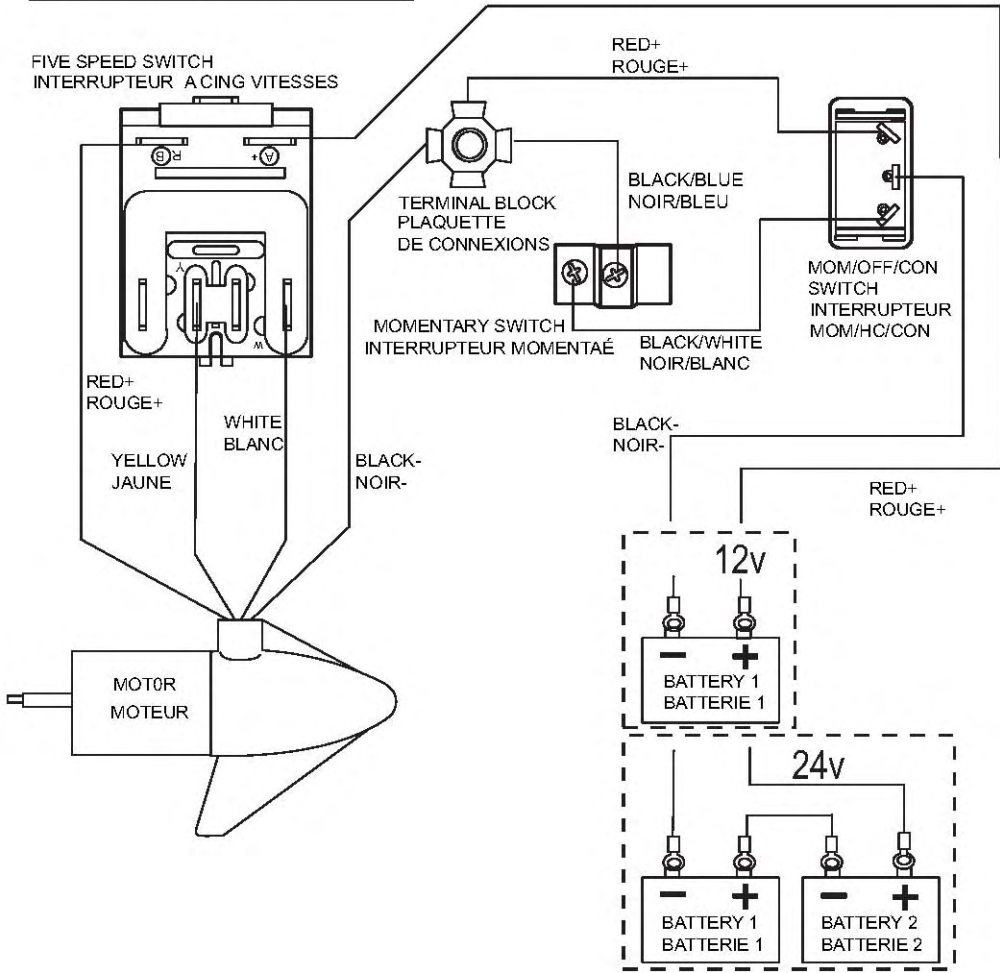 FIVE SPEED SWITCH
INTERRUPTEUR A CING VITESSES
R B
A +
Y
W
RED+
ROUGE+
TERMINAL BLOCK
PLAQUETTE
DE CONNEXIONS
BLACK/BLUE
NOIR/BLEU
MOMENTARY SWITCH
INTERRUPTEUR MOMENTAÉ
BLACK/WHITE
NOIR/BLANC
MOM/OFF/CON
SWITCH
INTERRUPTEUR
MOM/HC/CON
RED+
ROUGE+
YELLOW
JAUNE
WHITE
BLANC
BLACK-
NOIR-
BLACK-
NOIR-
RED+
ROUGE+
MOT0R
MOTEUR
12v
− +
BATTERY 1
BATTERIE 1
24v
− +
BATTERY 1
BATTERIE 1
− +
BATTERY 2
BATTERIE 2